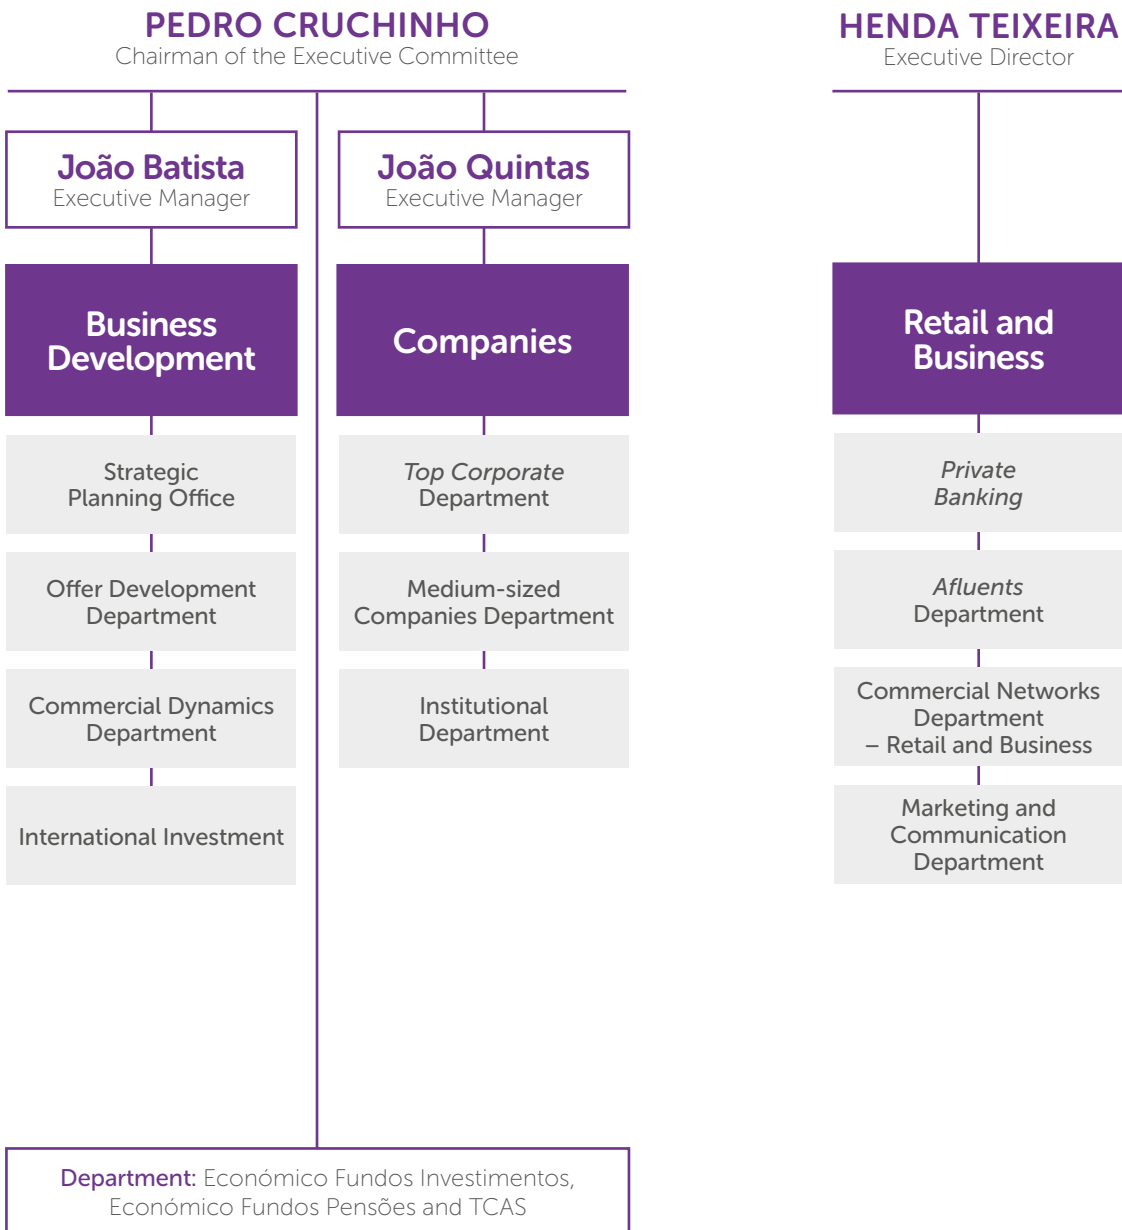 PEDRO CRUCHINHO
Chairman of the Executive Committee
João Batista
Executive Manager
Business
Development
Strategic
Planning Office
Offer Development
Department
Commercial Dynamics
Department
International Investment
João Quintas
Executive Manager
Companies
Top Corporate
Department
Medium-sized
Companies Department
Institutional
Department
Department: Económico Fundos Investimentos,
Económico Fundos Pensões and TCAS
HENDA TEIXEIRA
Executive Director
Retail and
Business
Private
Banking
Afluents
Department
Commercial Networks
Department
– Retail and Business
Marketing and
Communication
Department